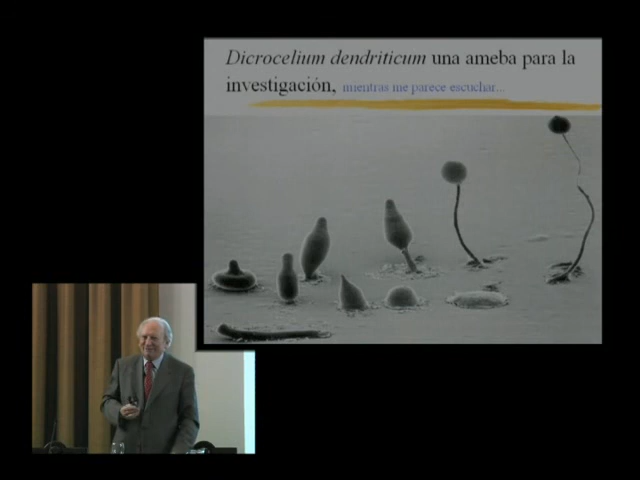 Dicrocelium dendriticum una ameba para la
investigación, mientras me parece escuchar...